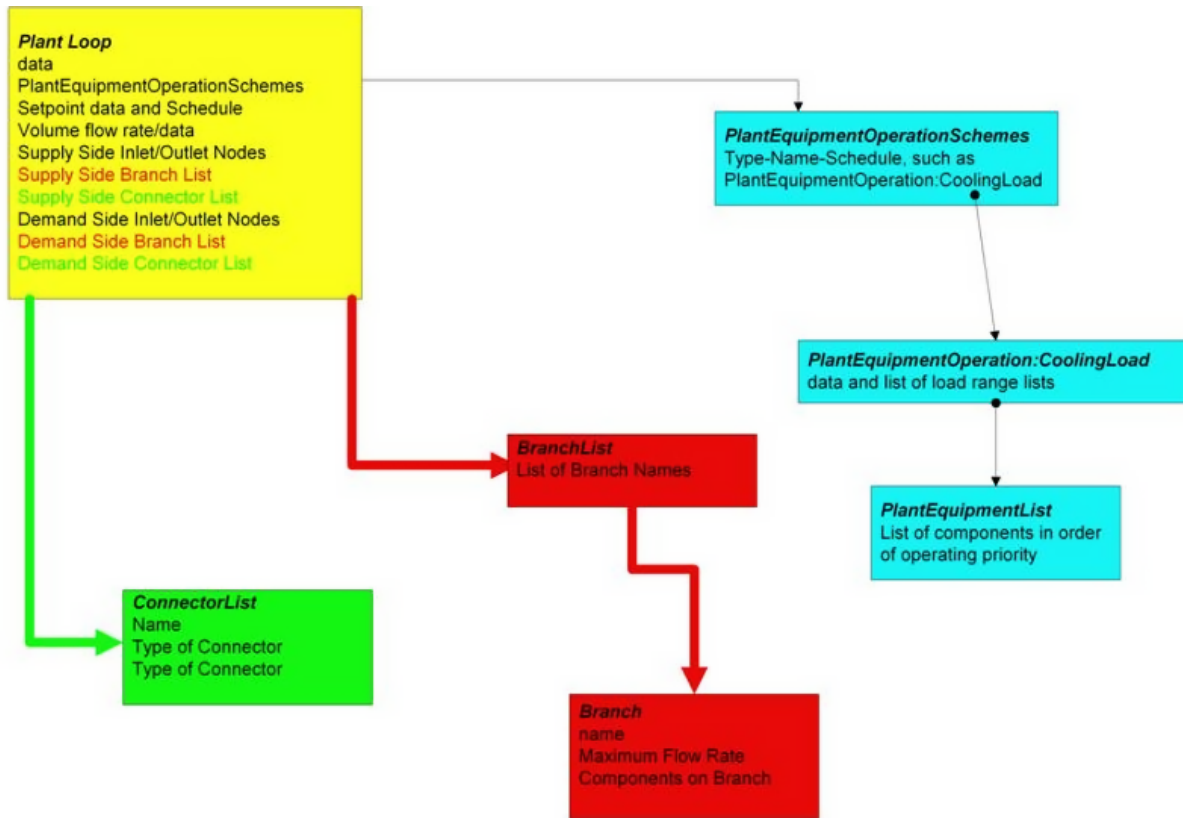 Plant Loop
data
PlantEquipmentOperationSchemes
Setpoint data and Schedule
Volume flow rate/data
Supply Side Inlet/Outlet Nodes
Supply Side Branch List
Supply Side Connector List
Demand Side Inlet/Outlet Nodes
Demand Side Branch List
Demand Side Connector List
PlantEquipmentOperationSchemes
Type-Name-Schedule, such as
PlantEquipmentOperation:CoolingLoad
PlantEquipmentOperation:CoolingLoad
data and list of load range lists
BranchList
List of Branch Names
PlantEquipmentList
List of components in order
of operating priority
ConnectorList
Name
Type of Connector
Type of Connector
Branch
name
Maximum Flow Rate
Components on Branch